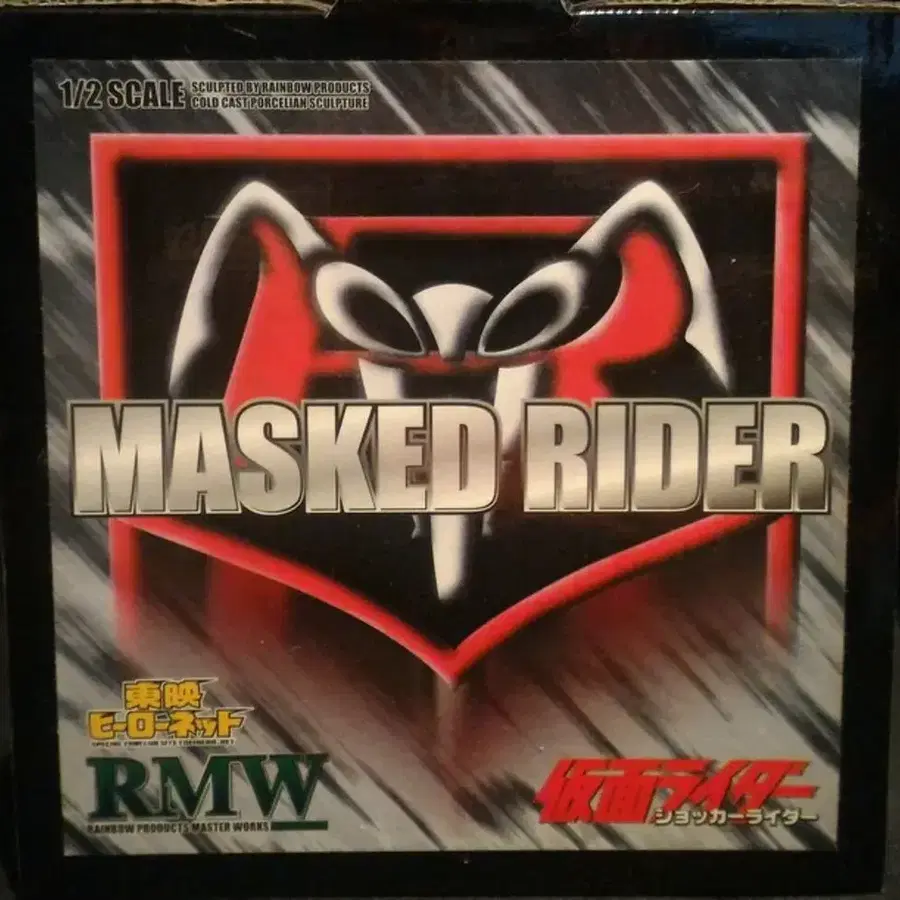 1/2 SCALE
SCULPTED BY RAINBOW PRODUCTS
COLD CAST PORCELIAN SCULPTURE
MASKED RIDER
東映
ヒーローネット
RMW
RAINBOW PRODUCTS MASTER WORKS
仮面ライダー
ショッカーライダー